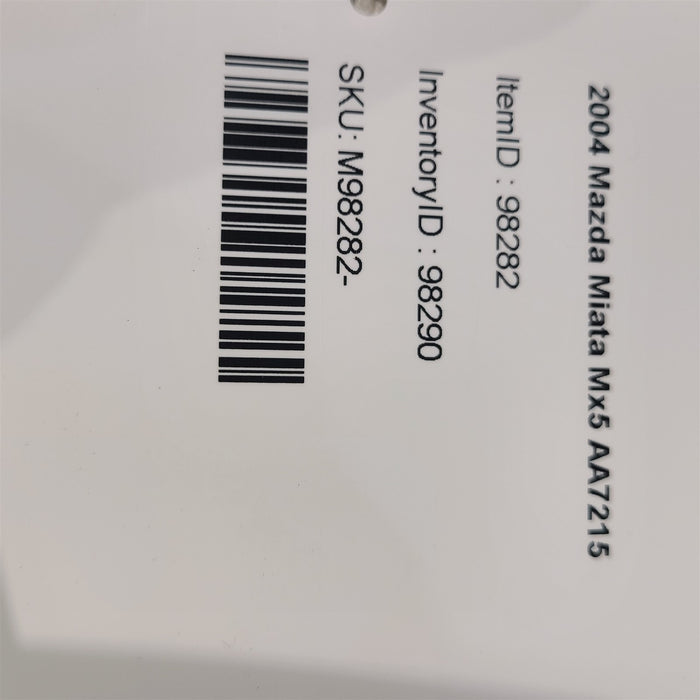 2004 Mazda Miata Mx5 AA7215
ItemID : 98282
InventoryID : 98290
SKU: M98282-